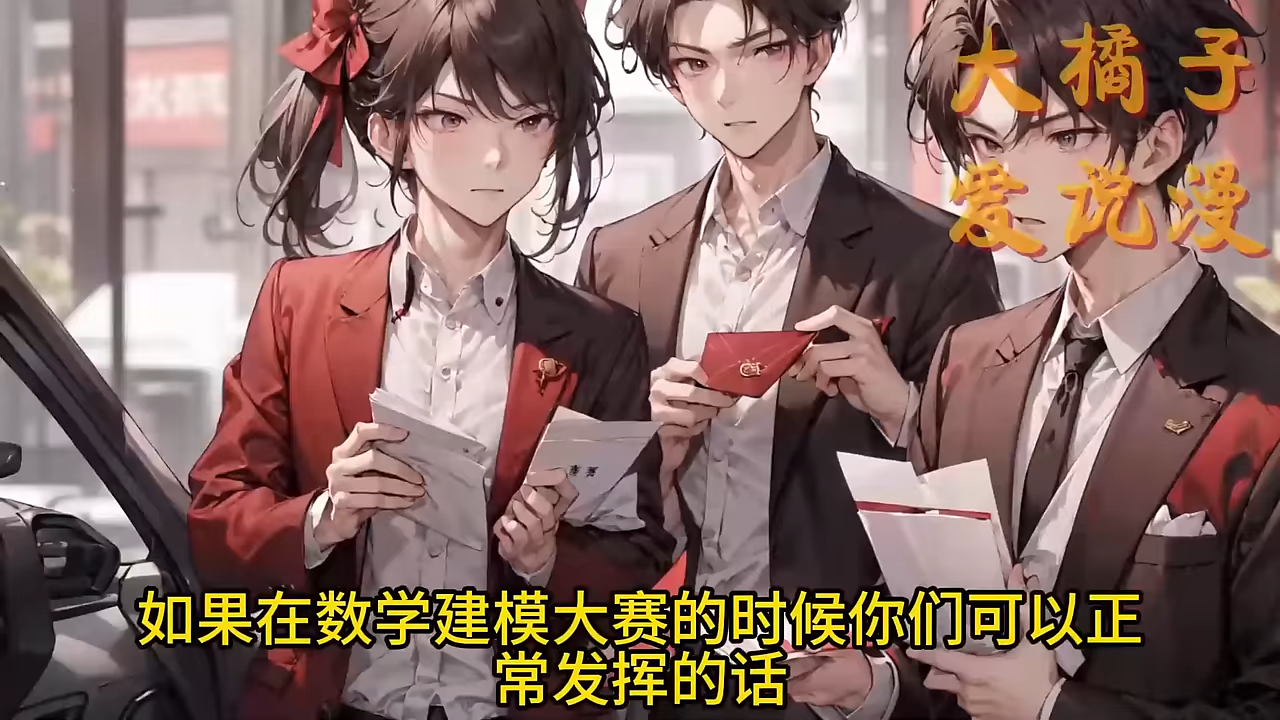 大橘子
爱说漫
如果在数学建模大赛的时候你们可以正
常发挥的话